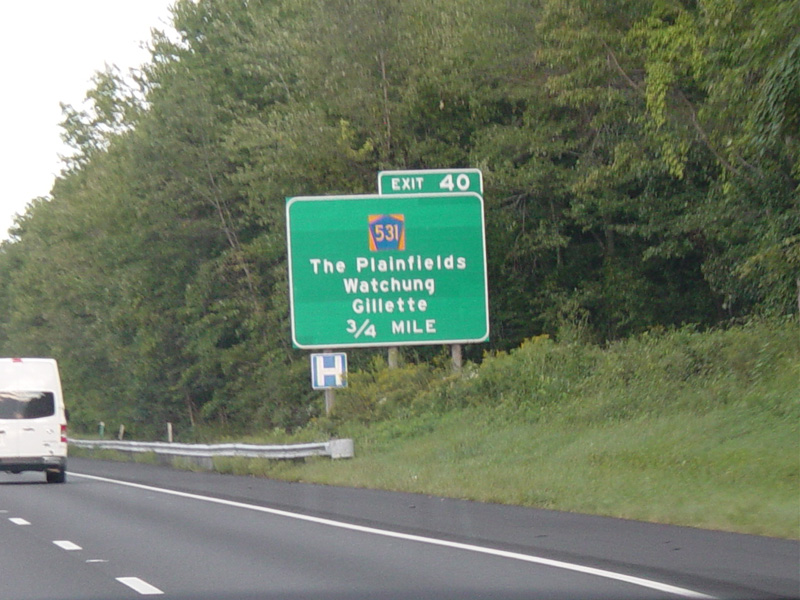 EXIT 40
531
The Plainfields
Watchung
Gillette
3/4 MILE
H